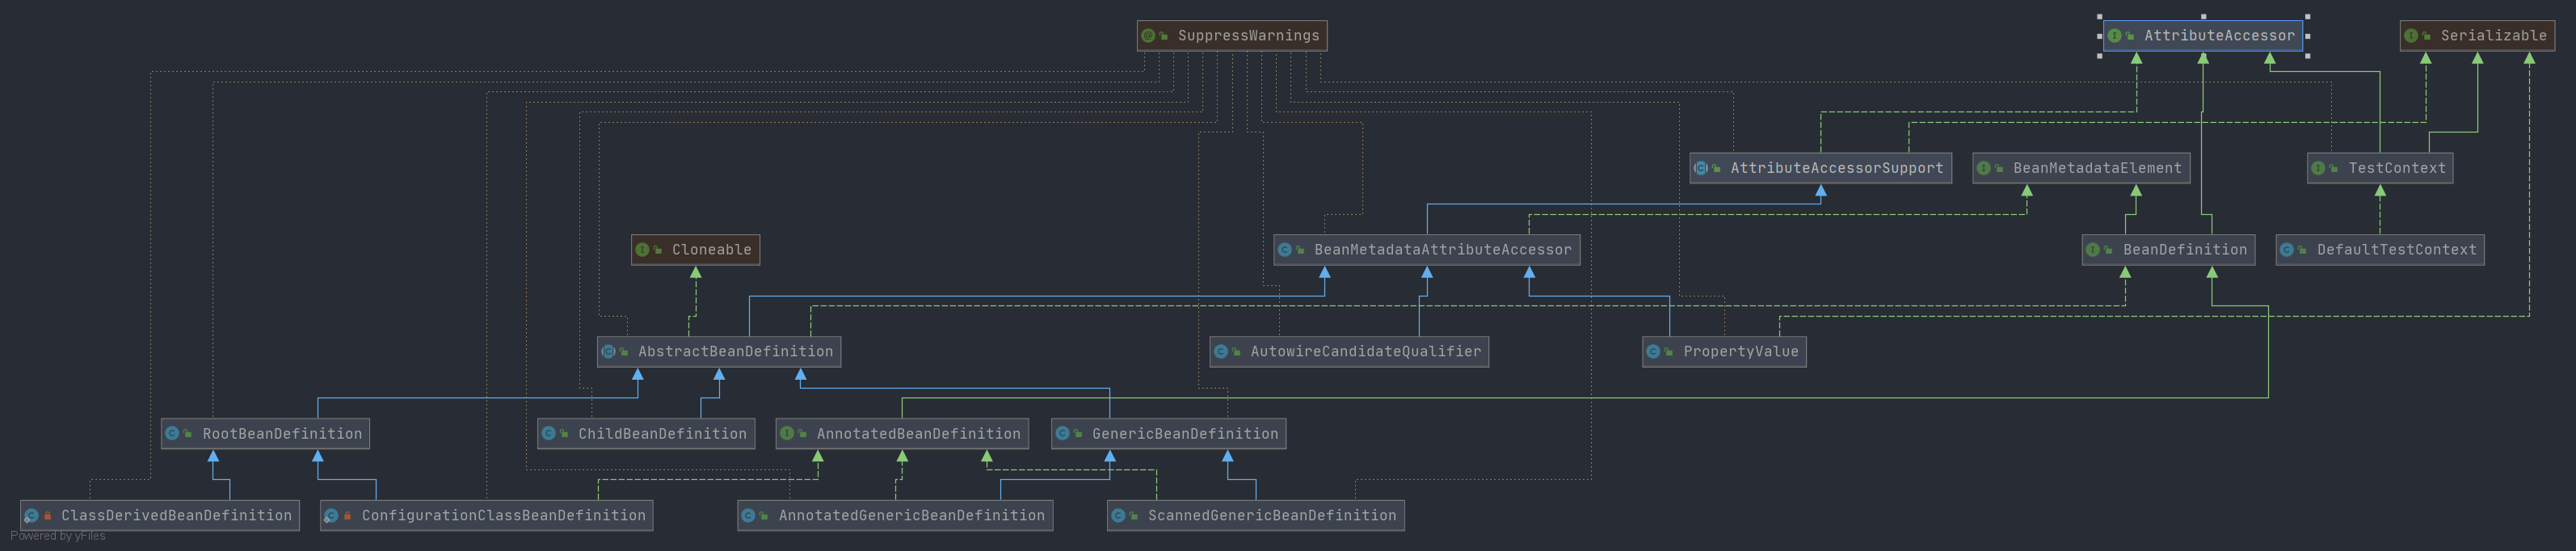 SuppressWarnings
AttributeAccessor
Serializable
AttributeAccessorSupport
BeanMetadataElement
TestContext
Cloneable
BeanMetadataAttributeAccessor
BeanDefinition
DefaultTestContext
AbstractBeanDefinition
AutowireCandidateQualifier
PropertyValue
RootBeanDefinition
ChildBeanDefinition
AnnotatedBeanDefinition
GenericBeanDefinition
ClassDerivedBeanDefinition
ConfigurationClassBeanDefinition
AnnotatedGenericBeanDefinition
ScannedGenericBeanDefinition
Powered by yFiles